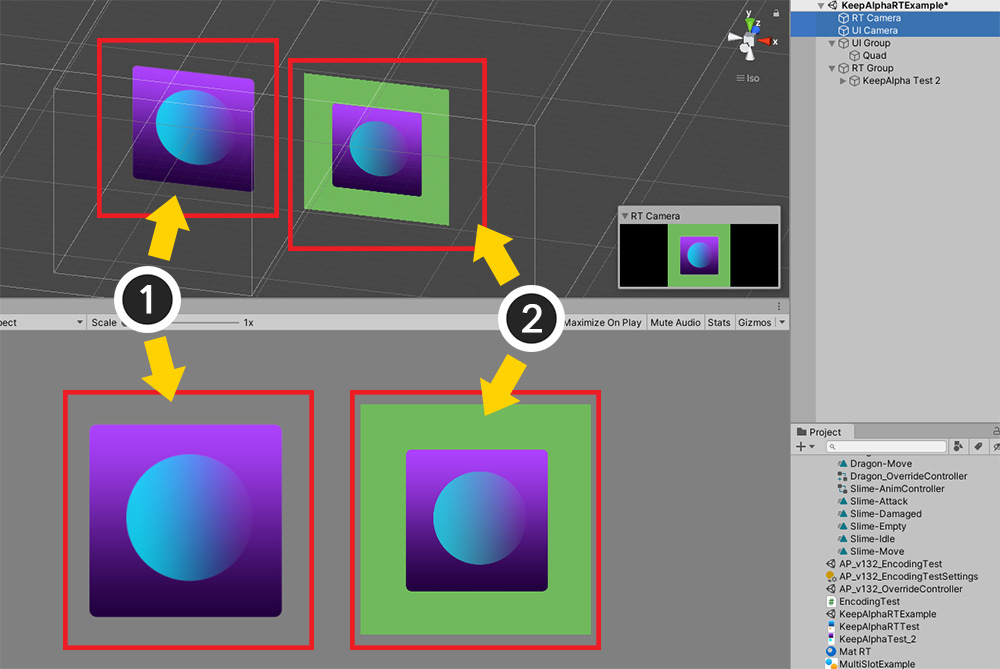 KeepAlphaRTExample*
RT Camera
UI Camera
UI Group
Quad
RT Group
KeepAlpha Test 2
y
z
x
Iso
RT Camera
1
2
Scale
1x
Maximize On Play
Mute Audio
Stats
Gizmos
Project
Dragon-Move
Dragon_OverrideController
Slime-AnimController
Slime-Attack
Slime-Damaged
Slime-Empty
Slime-Idle
Slime-Move
AP_v132_EncodingTest
AP_v132_EncodingTestSettings
AP_v132_OverrideController
EncodingTest
KeepAlphaRTExample
KeepAlphaRTTest
KeepAlphaTest_2
Mat RT
MultiSlotExample